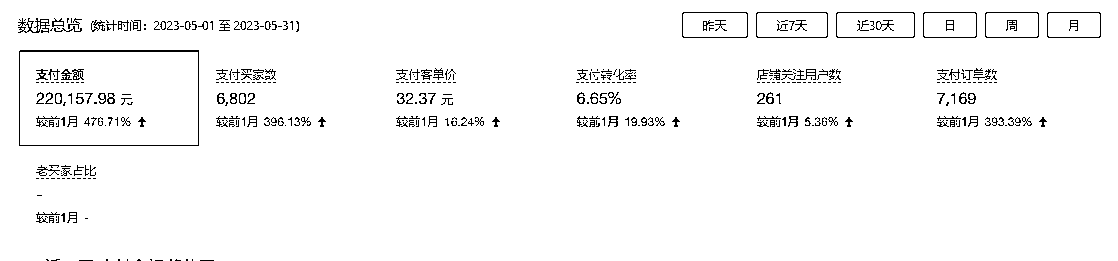 数据总览 (统计时间：2023-05-01 至 2023-05-31)
昨天 近7天 近30天 日 周 月
支付金额 支付买家数 支付客单价 支付转化率 店铺关注用户数 支付订单数
220,157.98 元 6,802 32.37 元 6.65% 261 7,169
较前1月 476.71% ↑ 较前1月 396.13% ↑ 较前1月 16.24% ↑ 较前1月 19.93% ↑ 较前1月 5.36% ↑ 较前1月 393.39% ↑
老买家占比
-
较前1月 -